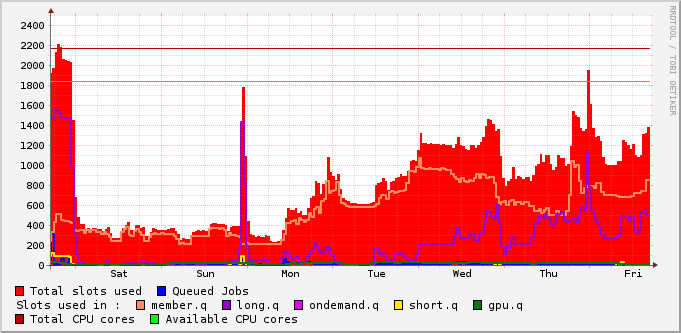 2400
2200
2000
1800
1600
1400
1200
1000
800
600
400
200
0
Sat Sun Mon Tue Wed Thu Fri
Total slots used Queued Jobs
Slots used in : member.q long.q ondemand.q short.q gpu.q
Total CPU cores Available CPU cores
RRDTOOL / TOBI OETIKER